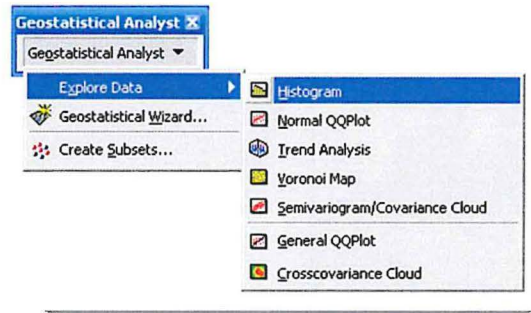 Geostatistical Analyst
Geostatistical Analyst
Explore Data
Geostatistical Wizard...
Create Subsets...
Histogram
Normal QQPlot
Trend Analysis
Voronoi Map
Semivariogram/Covariance Cloud
General QQPlot
Crosscovariance Cloud